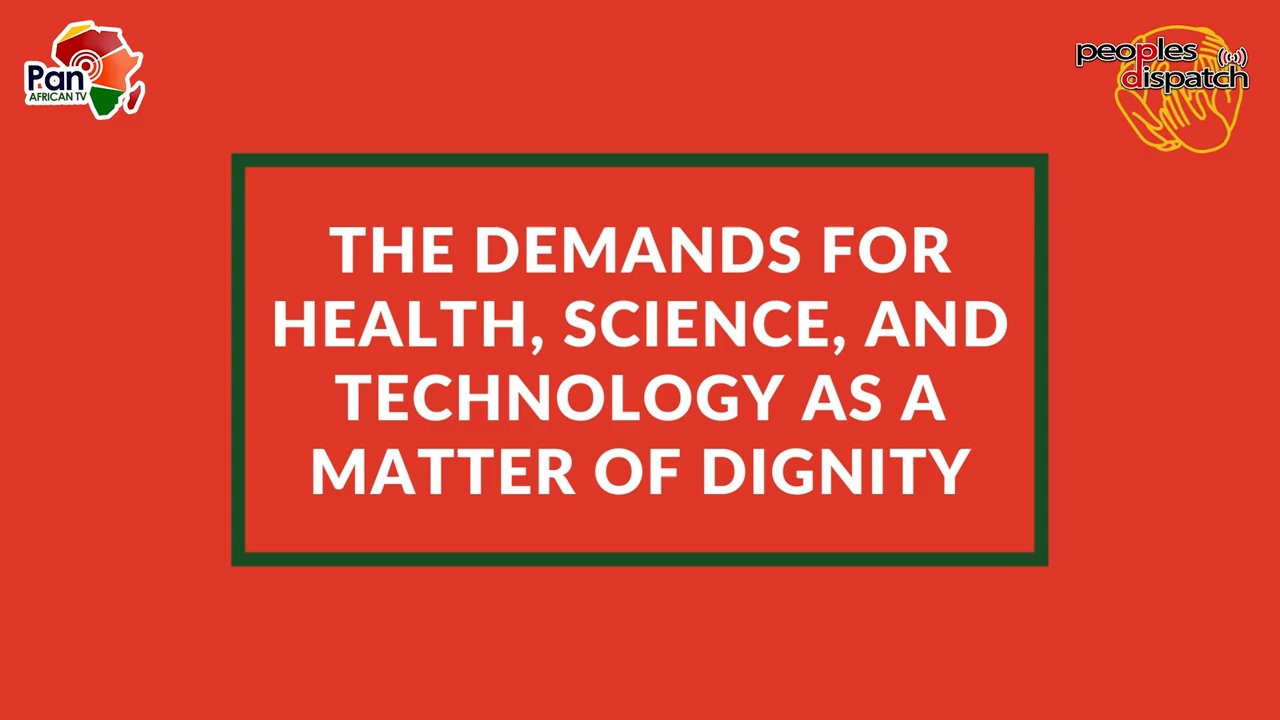 Pan
AFRICAN TV
peoples
dispatch
THE DEMANDS FOR
HEALTH, SCIENCE, AND
TECHNOLOGY AS A
MATTER OF DIGNITY